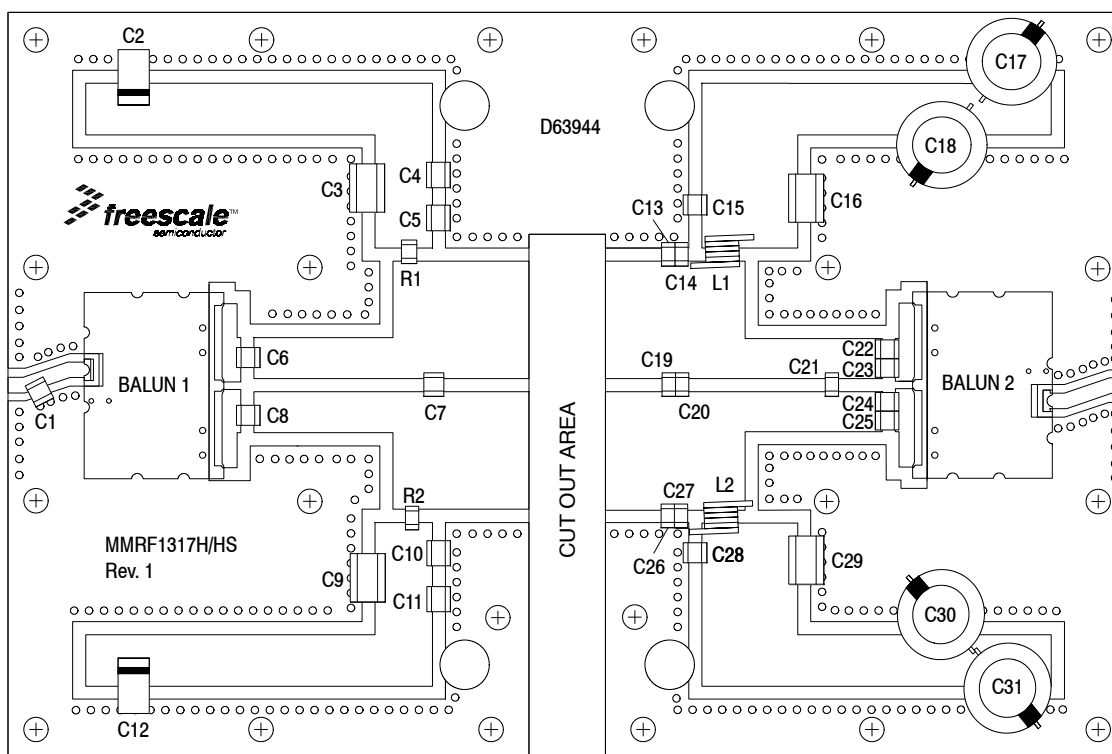 C2
C17
D63944
C18
C4
C3
C5
C13
C15
C16
freescale™
semiconductor
R1
C14
L1
C6
C19
C21
C22
C23
BALUN 1
BALUN 2
C1
C8
C7
C20
C24
C25
CUT OUT AREA
R2
C27
L2
MMRF1317H/HS
Rev. 1
C10
C26
C28
C29
C9
C11
C30
C12
C31